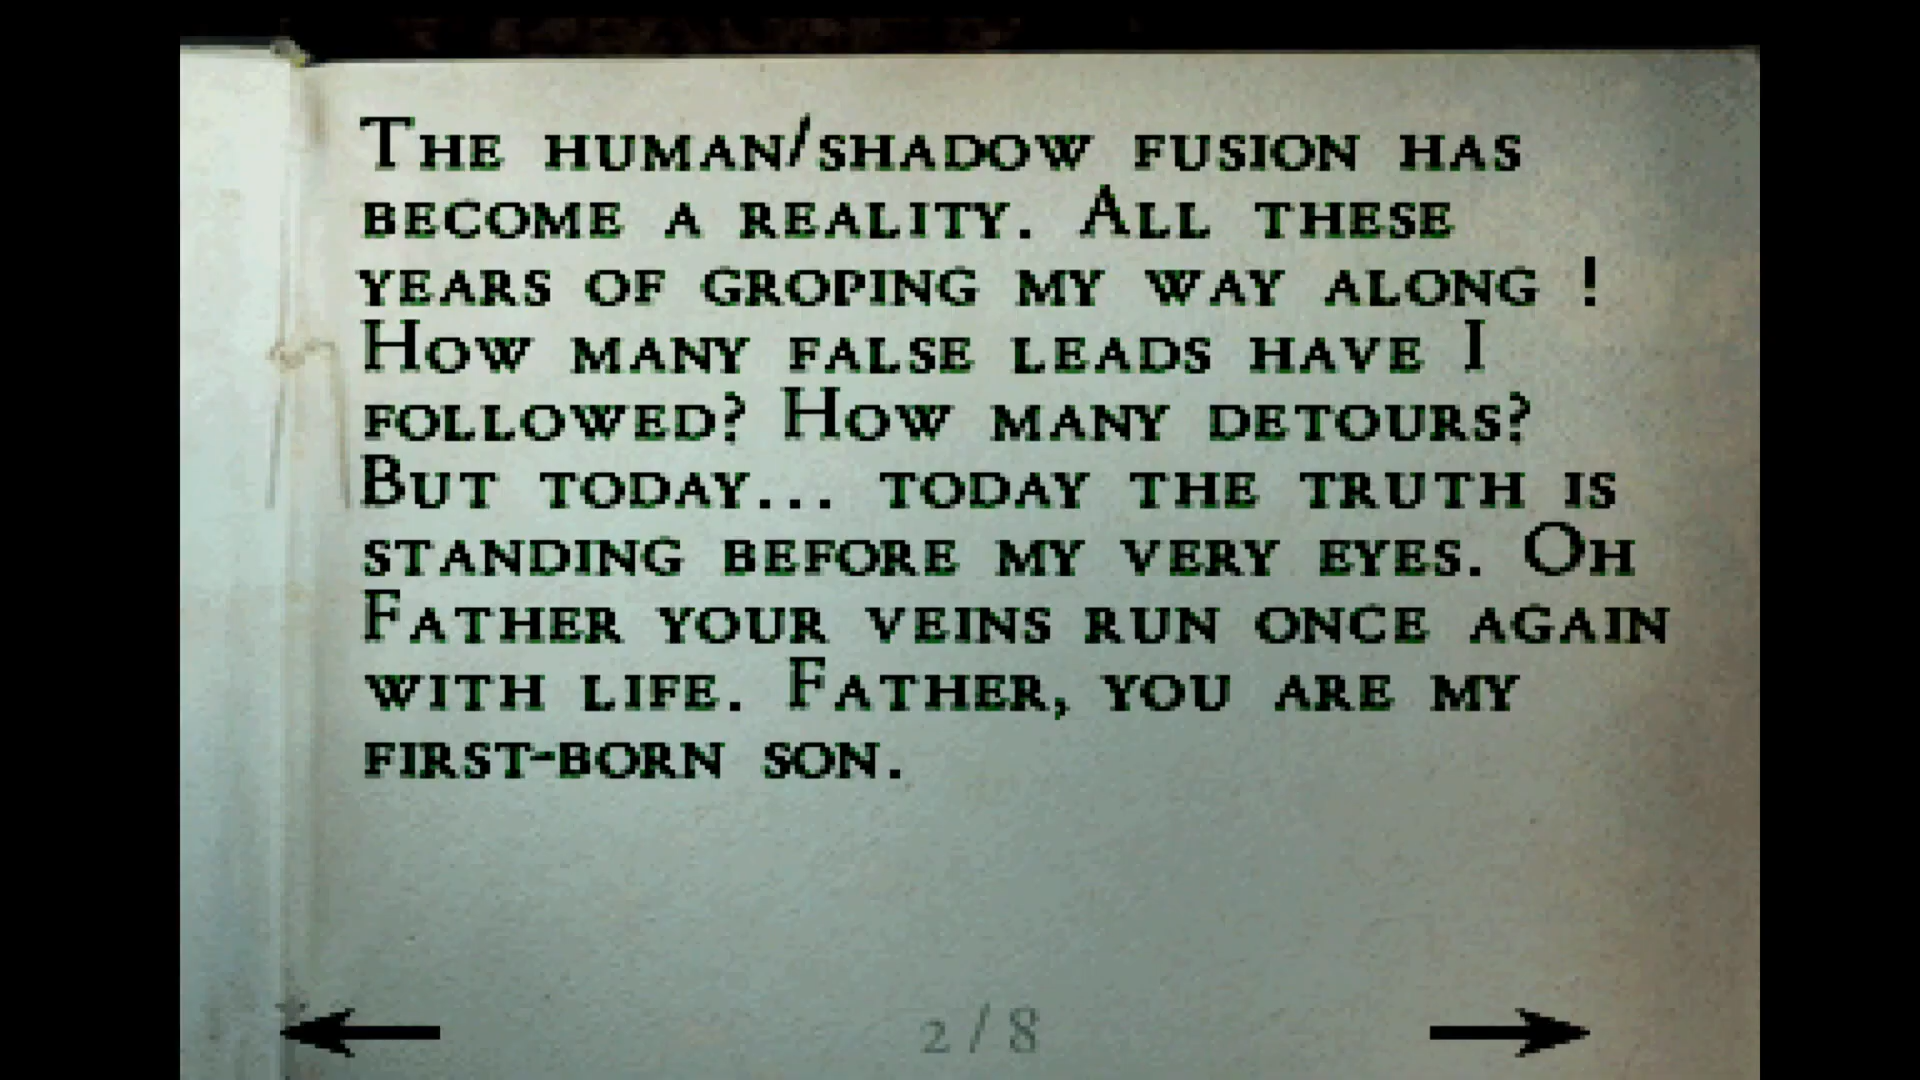 The human/shadow fusion has
become a reality. All these
years of groping my way along !
How many false leads have I
followed? How many detours?
But today... today the truth is
standing before my very eyes. Oh
Father your veins run once again
with life. Father, you are my
first-born son.
2 / 8